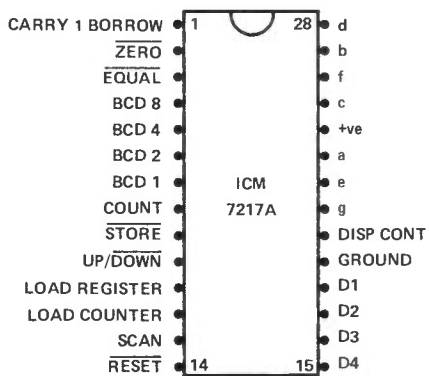 CARRY 1 BORROW 1 28 d
ZERO b
EQUAL f
BCD 8 c
BCD 4 +ve
BCD 2 a
BCD 1 ICM e
COUNT 7217A g
STORE DISP CONT
UP/DOWN GROUND
LOAD REGISTER D1
LOAD COUNTER D2
SCAN D3
RESET 14 15 D4